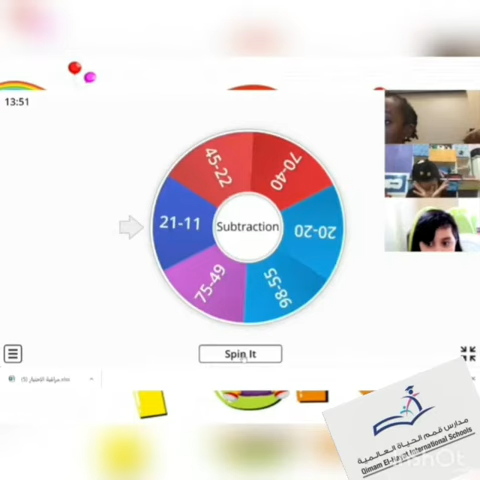 13:51
45-22
70-40
21-11
Subtraction
20-20
75-49
98-55
Spin It
مدارس قمم الحياة العالمية
Qimam El-Hayat International Schools